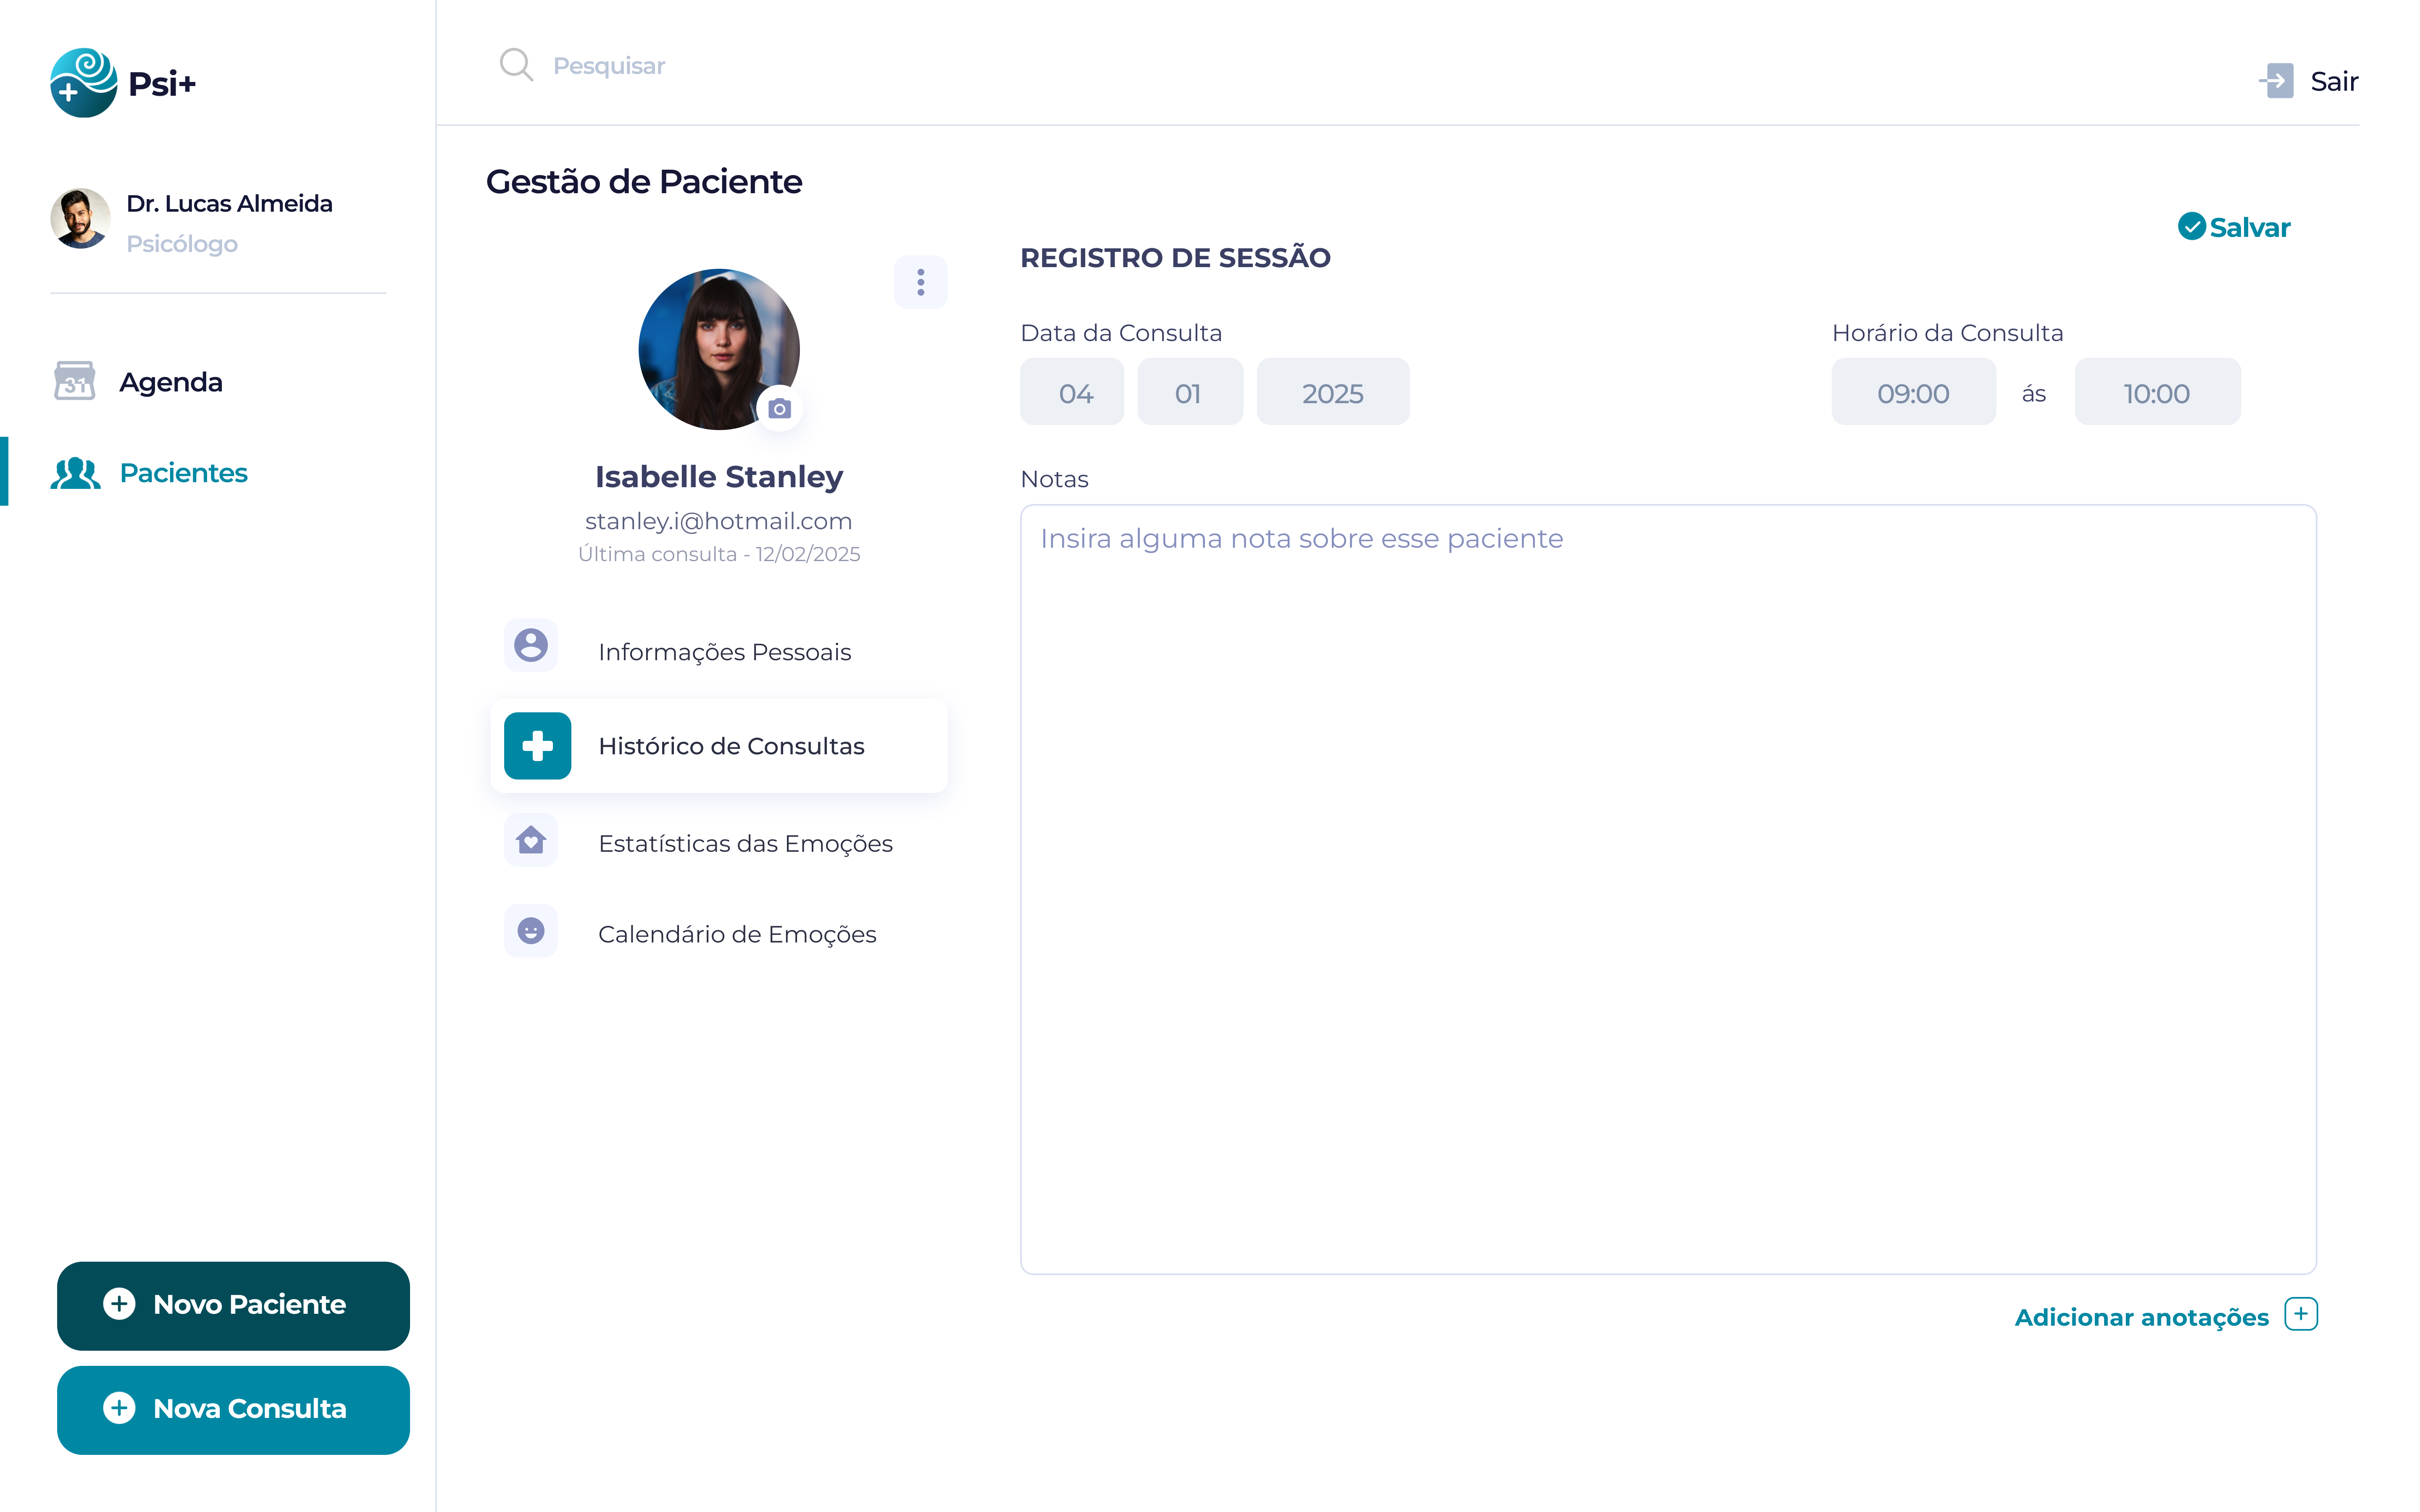 Psi+
Pesquisar
Sair
Dr. Lucas Almeida
Psicólogo
31
Agenda
Pacientes
Novo Paciente
Nova Consulta
Gestão de Paciente
Isabelle Stanley
stanley.i@hotmail.com
Última consulta - 12/02/2025
Informações Pessoais
Histórico de Consultas
Estatísticas das Emoções
Calendário de Emoções
Salvar
REGISTRO DE SESSÃO
Data da Consulta
04 01 2025
Horário da Consulta
09:00 ás 10:00
Notas
Insira alguma nota sobre esse paciente
Adicionar anotações